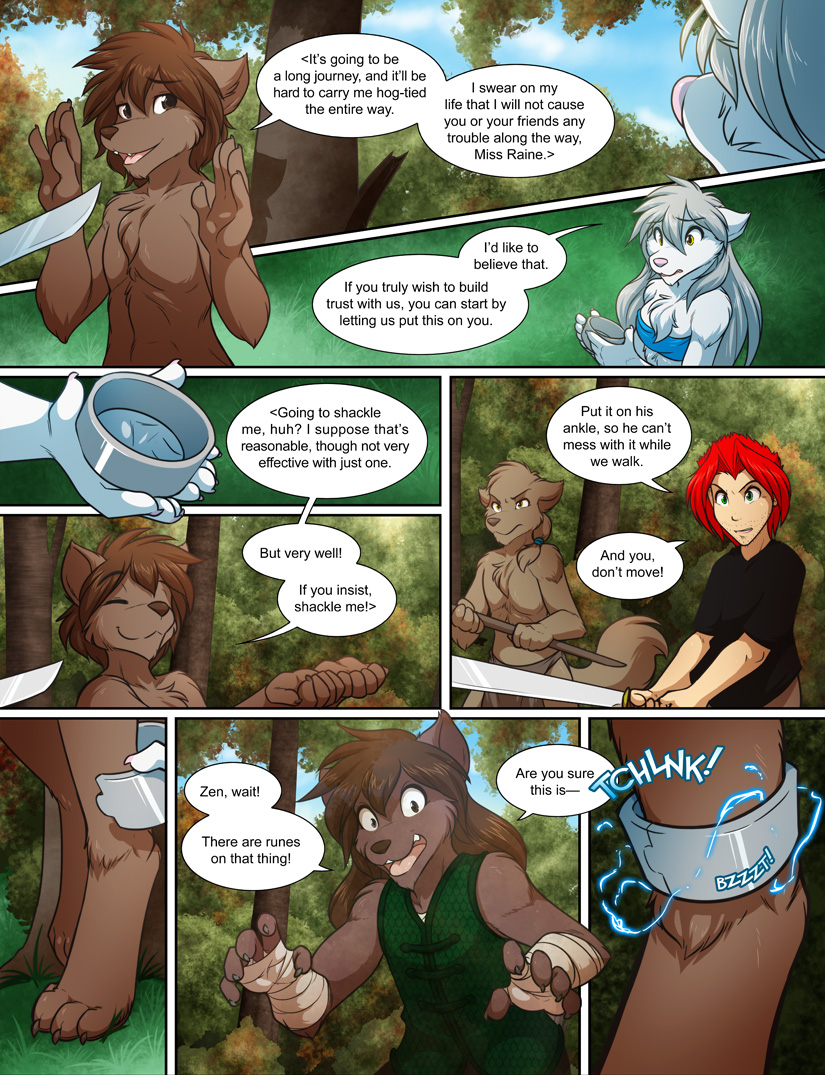 <It's going to be
a long journey, and it'll be
hard to carry me hog-tied
the entire way.
I swear on my
life that I will not cause
you or your friends any
trouble along the way,
Miss Raine.>
I'd like to
believe that.
If you truly wish to build
trust with us, you can start by
letting us put this on you.
<Going to shackle
me, huh? I suppose that's
reasonable, though not very
effective with just one.
But very well!
If you insist,
shackle me!>
Put it on his
ankle, so he can't
mess with it while
we walk.
And you,
don't move!
Zen, wait!
There are runes
on that thing!
Are you sure
this is—
TCHLNK!
BZZZT!